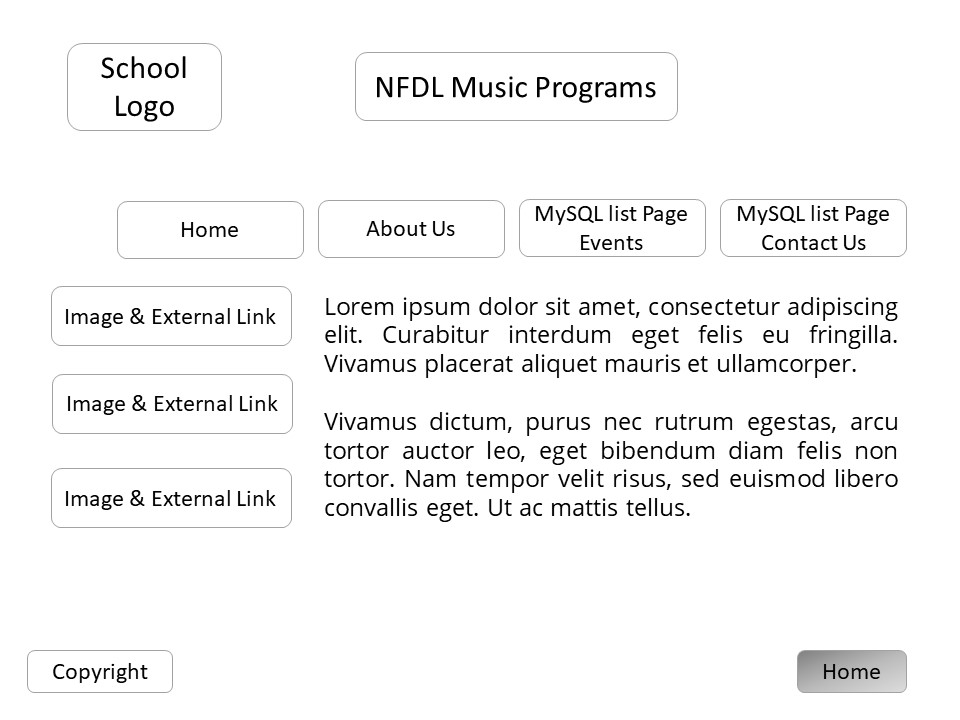 School
Logo
NFDL Music Programs
Home
About Us
MySQL list Page
Events
MySQL list Page
Contact Us
Image & External Link
Image & External Link
Image & External Link
Lorem ipsum dolor sit amet, consectetur adipiscing
elit. Curabitur interdum eget felis eu fringilla.
Vivamus placerat aliquet mauris et ullamcorper.
Vivamus dictum, purus nec rutrum egestas, arcu
tortor auctor leo, eget bibendum diam felis non
tortor. Nam tempor velit risus, sed euismod libero
convallis eget. Ut ac mattis tellus.
Copyright
Home